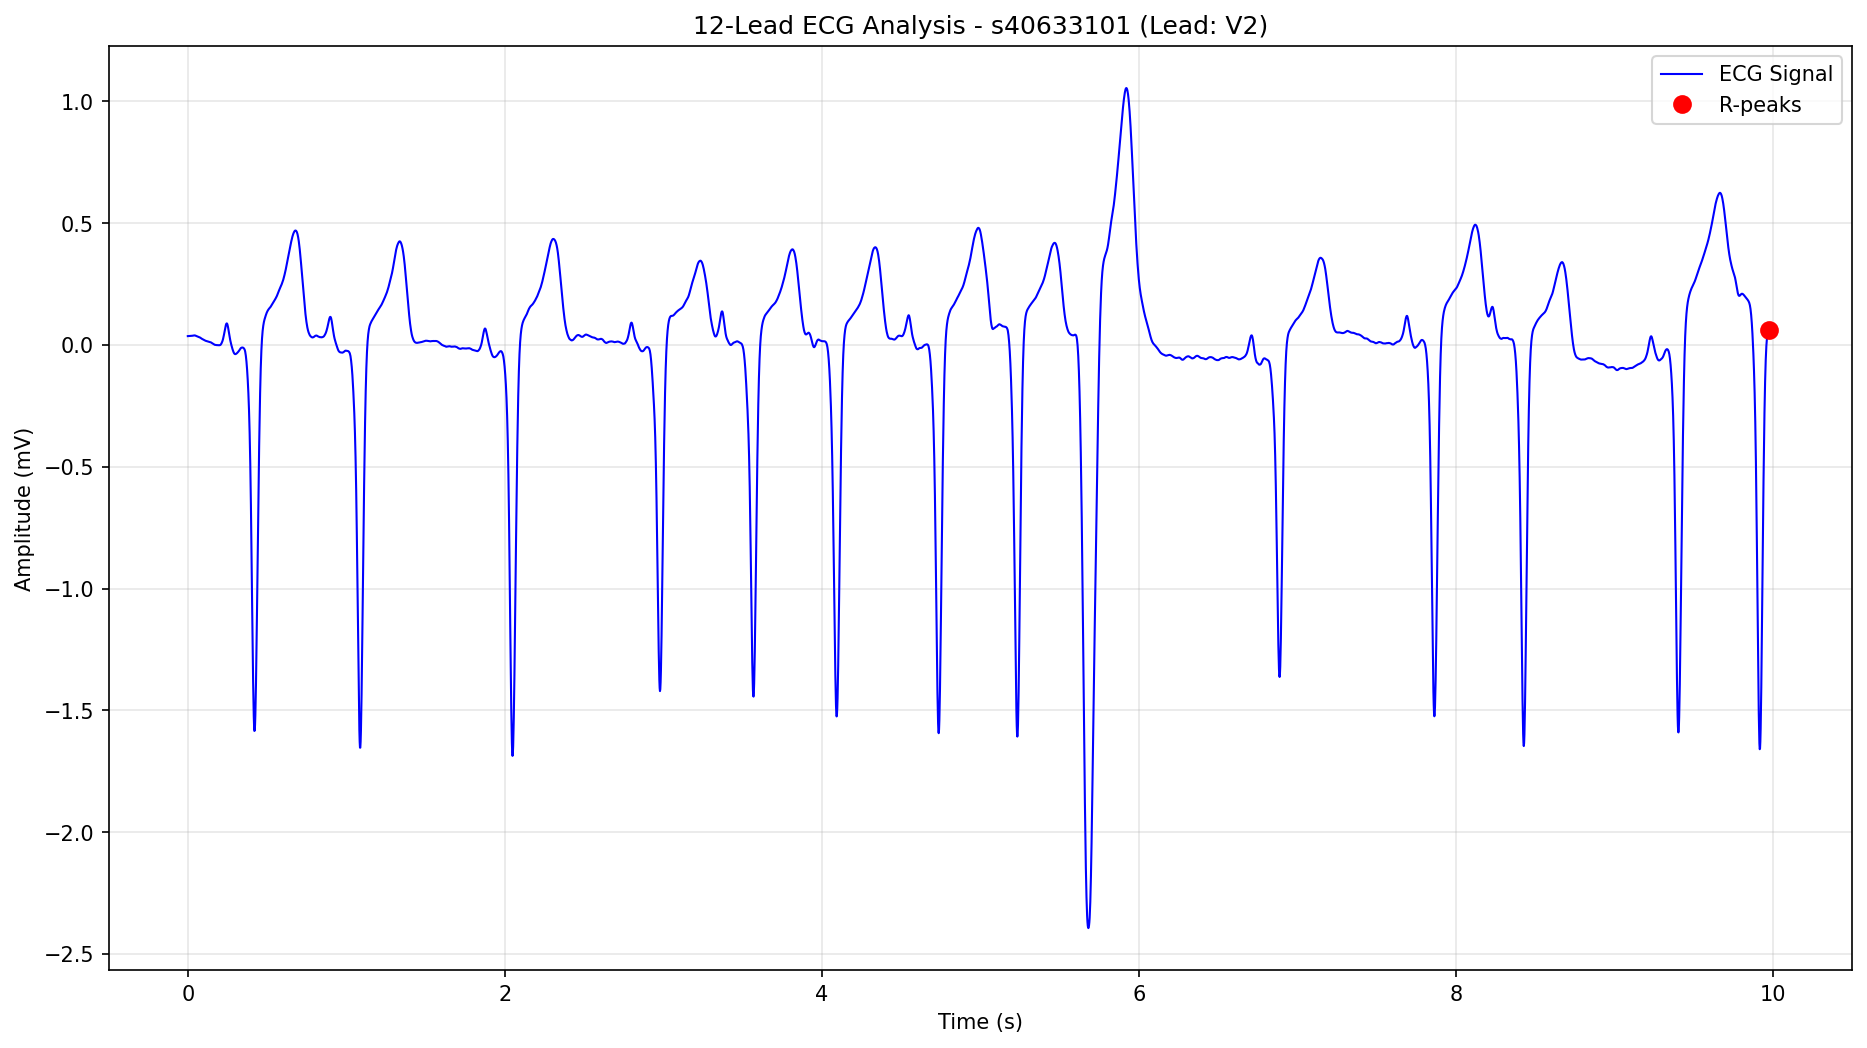 12-Lead ECG Analysis - s40633101 (Lead: V2)
ECG Signal
R-peaks
1.0
0.5
0.0
−0.5
−1.0
−1.5
−2.0
−2.5
Amplitude (mV)
0 2 4 6 8 10
Time (s)